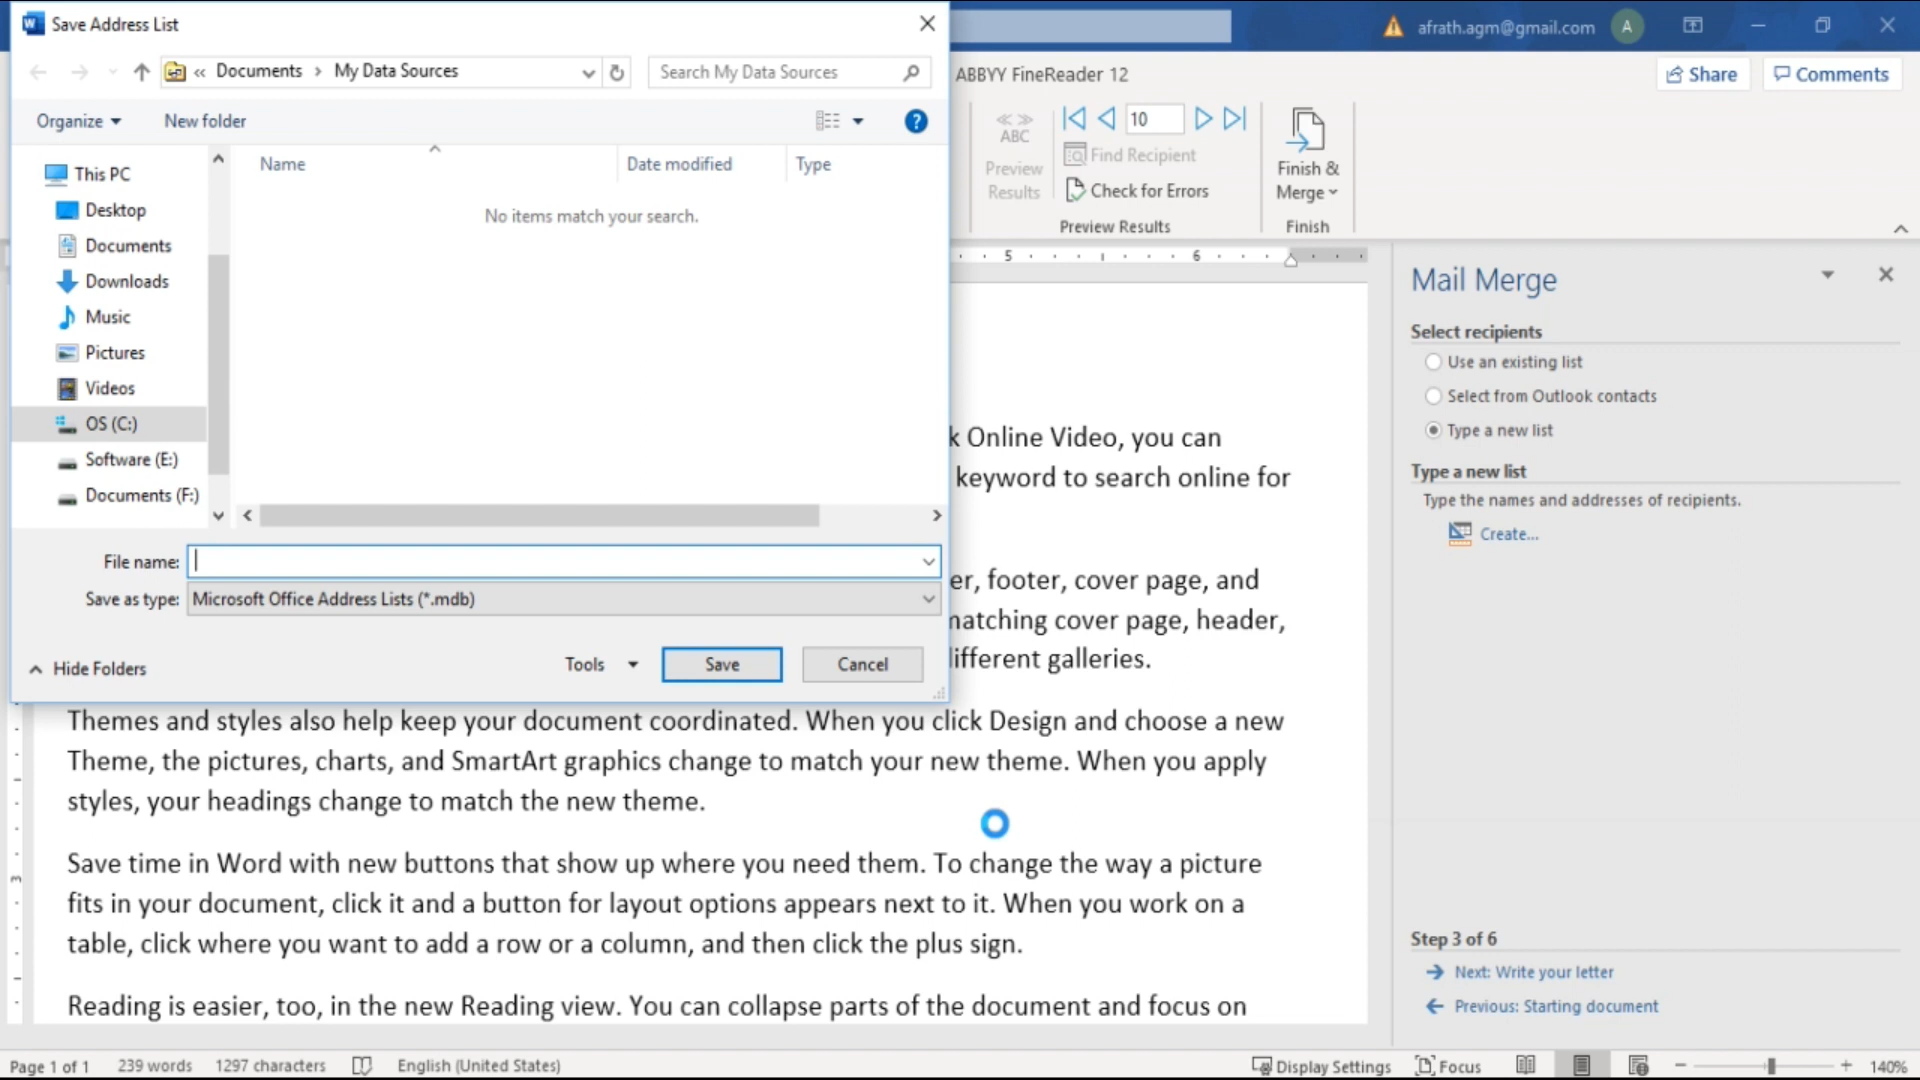 Save Address List
afrath.agm@gmail.com
A
« Documents > My Data Sources
Search My Data Sources
ABBYY FineReader 12
Share
Comments
Organize
New folder
?
≪ ≫
ABC
Preview
Results
10
Find Recipient
Check for Errors
Preview Results
Finish &
Merge
Finish
Name
Date modified
Type
No items match your search.
This PC
Desktop
Documents
Downloads
Music
Pictures
Videos
OS (C:)
Software (E:)
Documents (F:)
File name:
Save as type:
Microsoft Office Address Lists (*.mdb)
Hide Folders
Tools
Save
Cancel
5
6
k Online Video, you can
keyword to search online for
er, footer, cover page, and
matching cover page, header,
different galleries.
Themes and styles also help keep your document coordinated. When you click Design and choose a new
Theme, the pictures, charts, and SmartArt graphics change to match your new theme. When you apply
styles, your headings change to match the new theme.
Save time in Word with new buttons that show up where you need them. To change the way a picture
fits in your document, click it and a button for layout options appears next to it. When you work on a
table, click where you want to add a row or a column, and then click the plus sign.
Reading is easier, too, in the new Reading view. You can collapse parts of the document and focus on
3
Mail Merge
Select recipients
Use an existing list
Select from Outlook contacts
Type a new list
Type a new list
Type the names and addresses of recipients.
Create...
Step 3 of 6
Next: Write your letter
Previous: Starting document
Page 1 of 1
239 words
1297 characters
English (United States)
Display Settings
Focus
140%